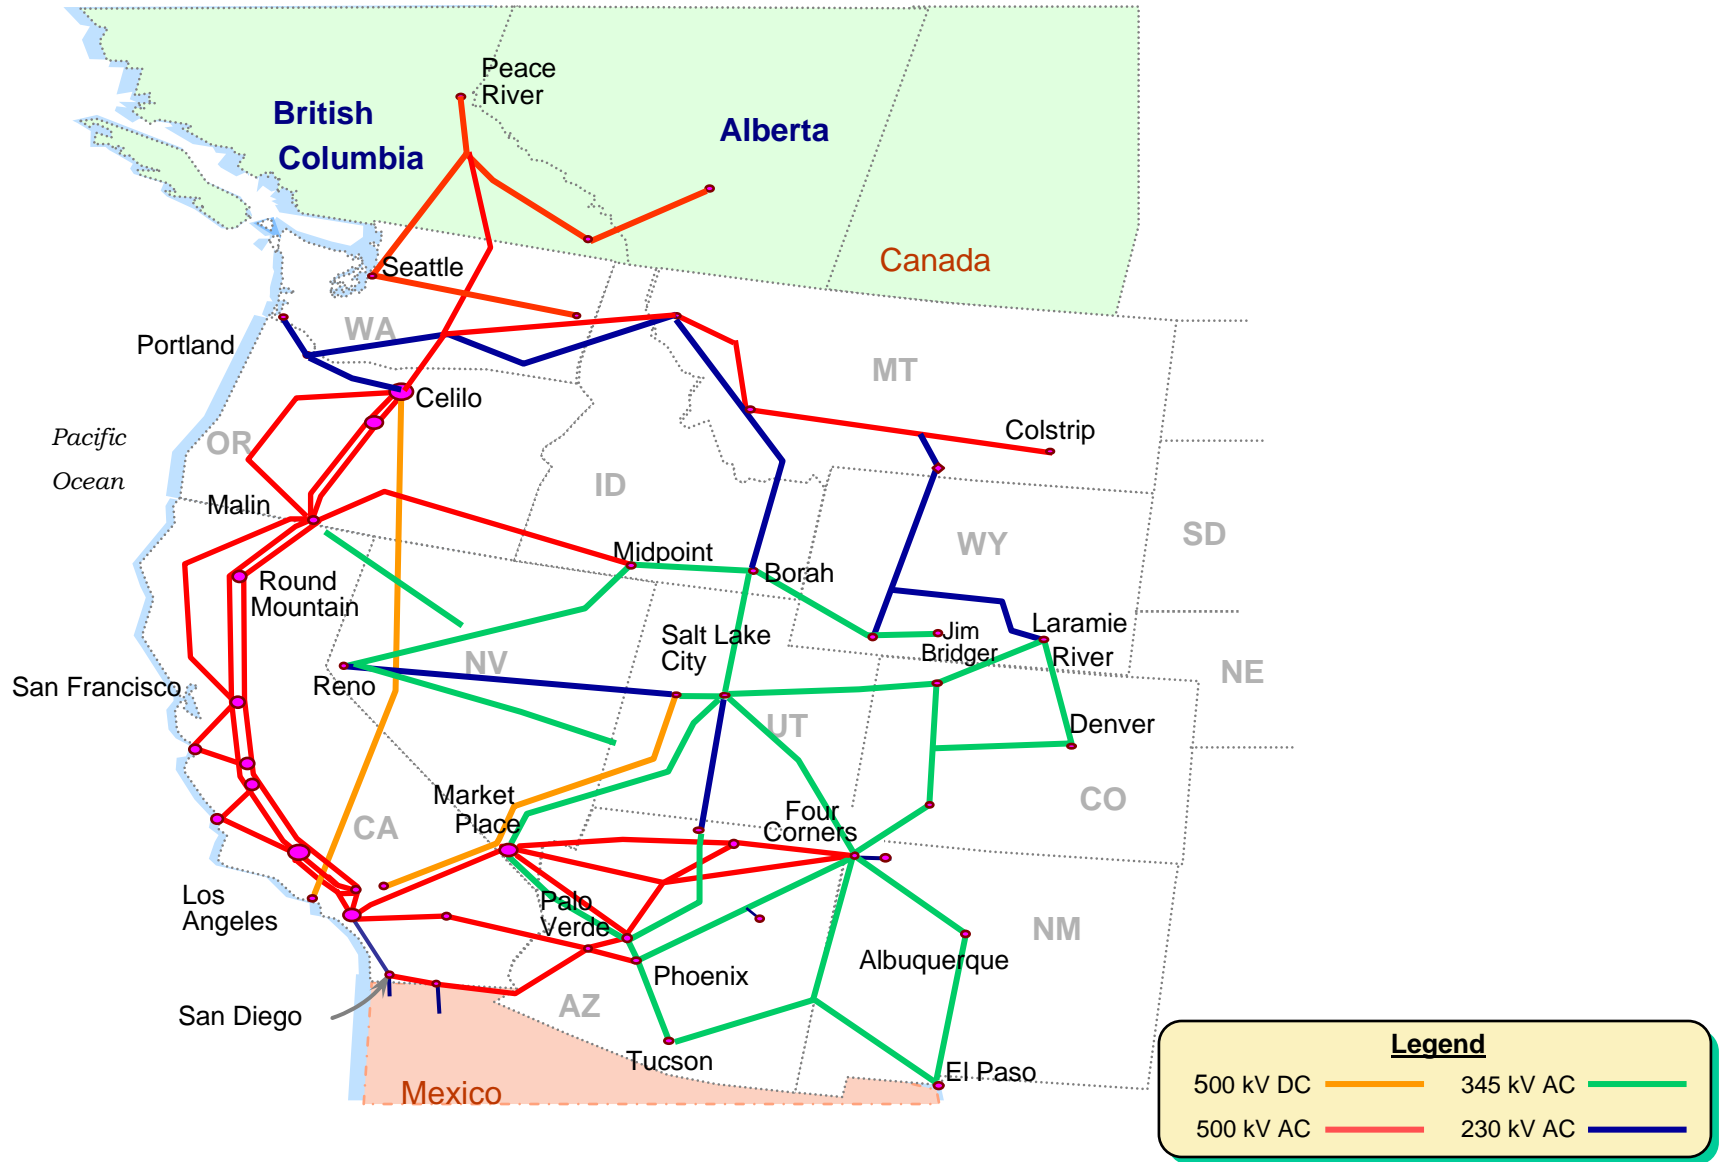 Peace
River
British
Columbia
Alberta
Canada
Seattle
WA
Portland
MT
Celilo
Colstrip
Pacific
Ocean
OR
ID
Malin
WY
SD
Midpoint
Borah
Round
Mountain
Laramie
River
Jim
Bridger
Salt Lake
City
NV
NE
San Francisco
Reno
UT
Denver
Market
Place
Four
Corners
CO
CA
Los
Angeles
Palo
Verde
NM
Albuquerque
Phoenix
San Diego
AZ
Tucson
El Paso
Mexico
Legend
500 kV DC
345 kV AC
500 kV AC
230 kV AC